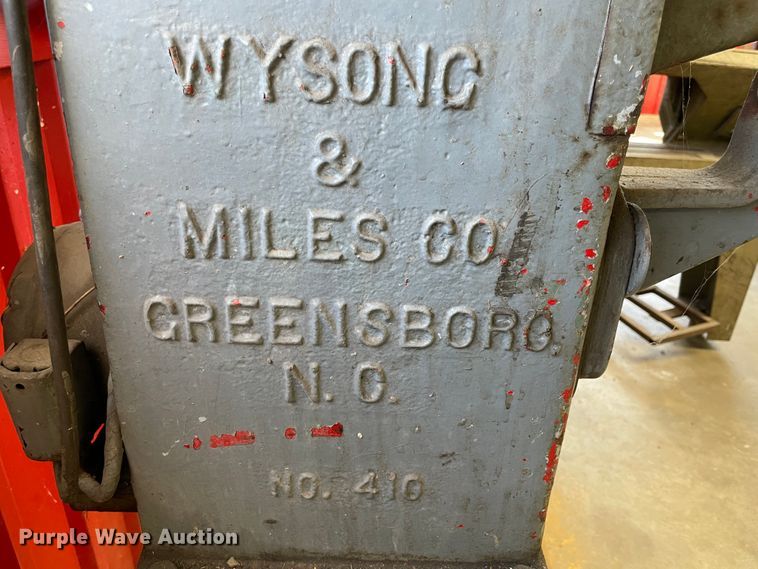 WYSONG
&
MILES CO
GREENSBORO,
N. C.
NO. 410
Purple Wave Auction